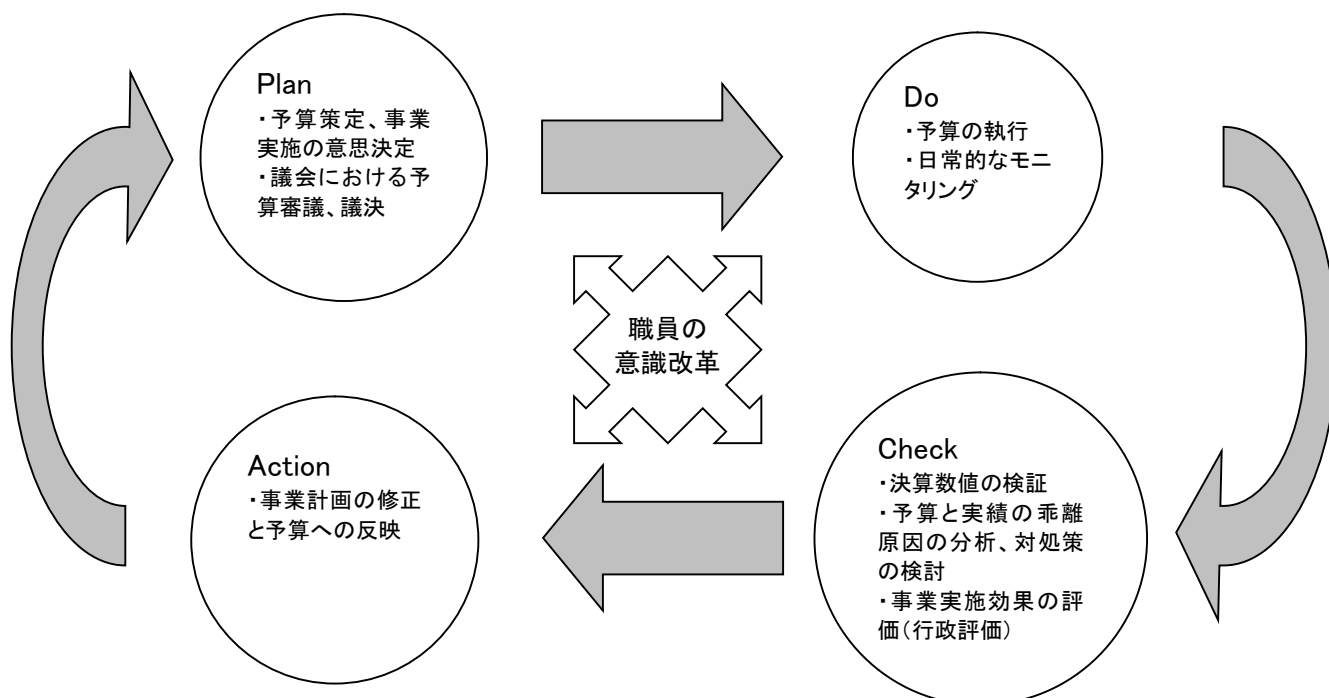 Plan
・予算策定、事業
実施の意思決定
・議会における予
算審議、議決
Do
・予算の執行
・日常的なモニ
タリング
職員の
意識改革
Action
・事業計画の修正
と予算への反映
Check
・決算数値の検証
・予算と実績の乖離
原因の分析、対処策
の検討
・事業実施効果の評
価(行政評価)